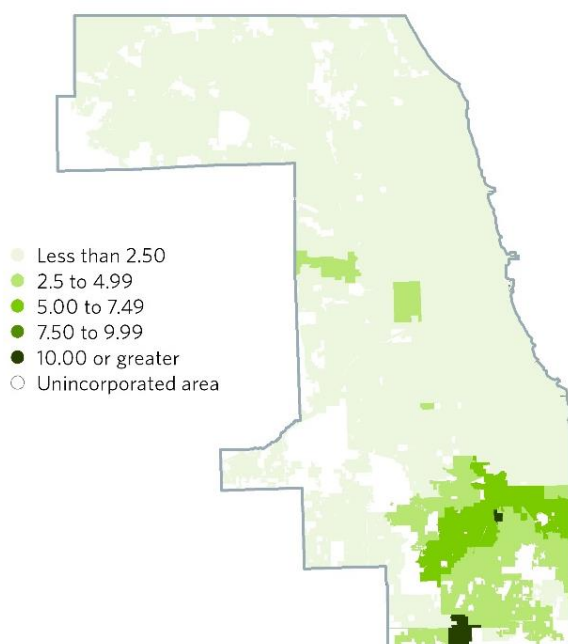 Less than 2.50
2.5 to 4.99
5.00 to 7.49
7.50 to 9.99
10.00 or greater
Unincorporated area